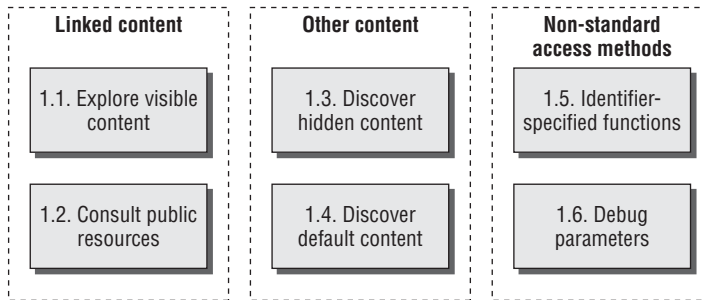 Linked content
1.1. Explore visible
content
1.2. Consult public
resources
Other content
1.3. Discover
hidden content
1.4. Discover
default content
Non-standard
access methods
1.5. Identifier-
specified functions
1.6. Debug
parameters